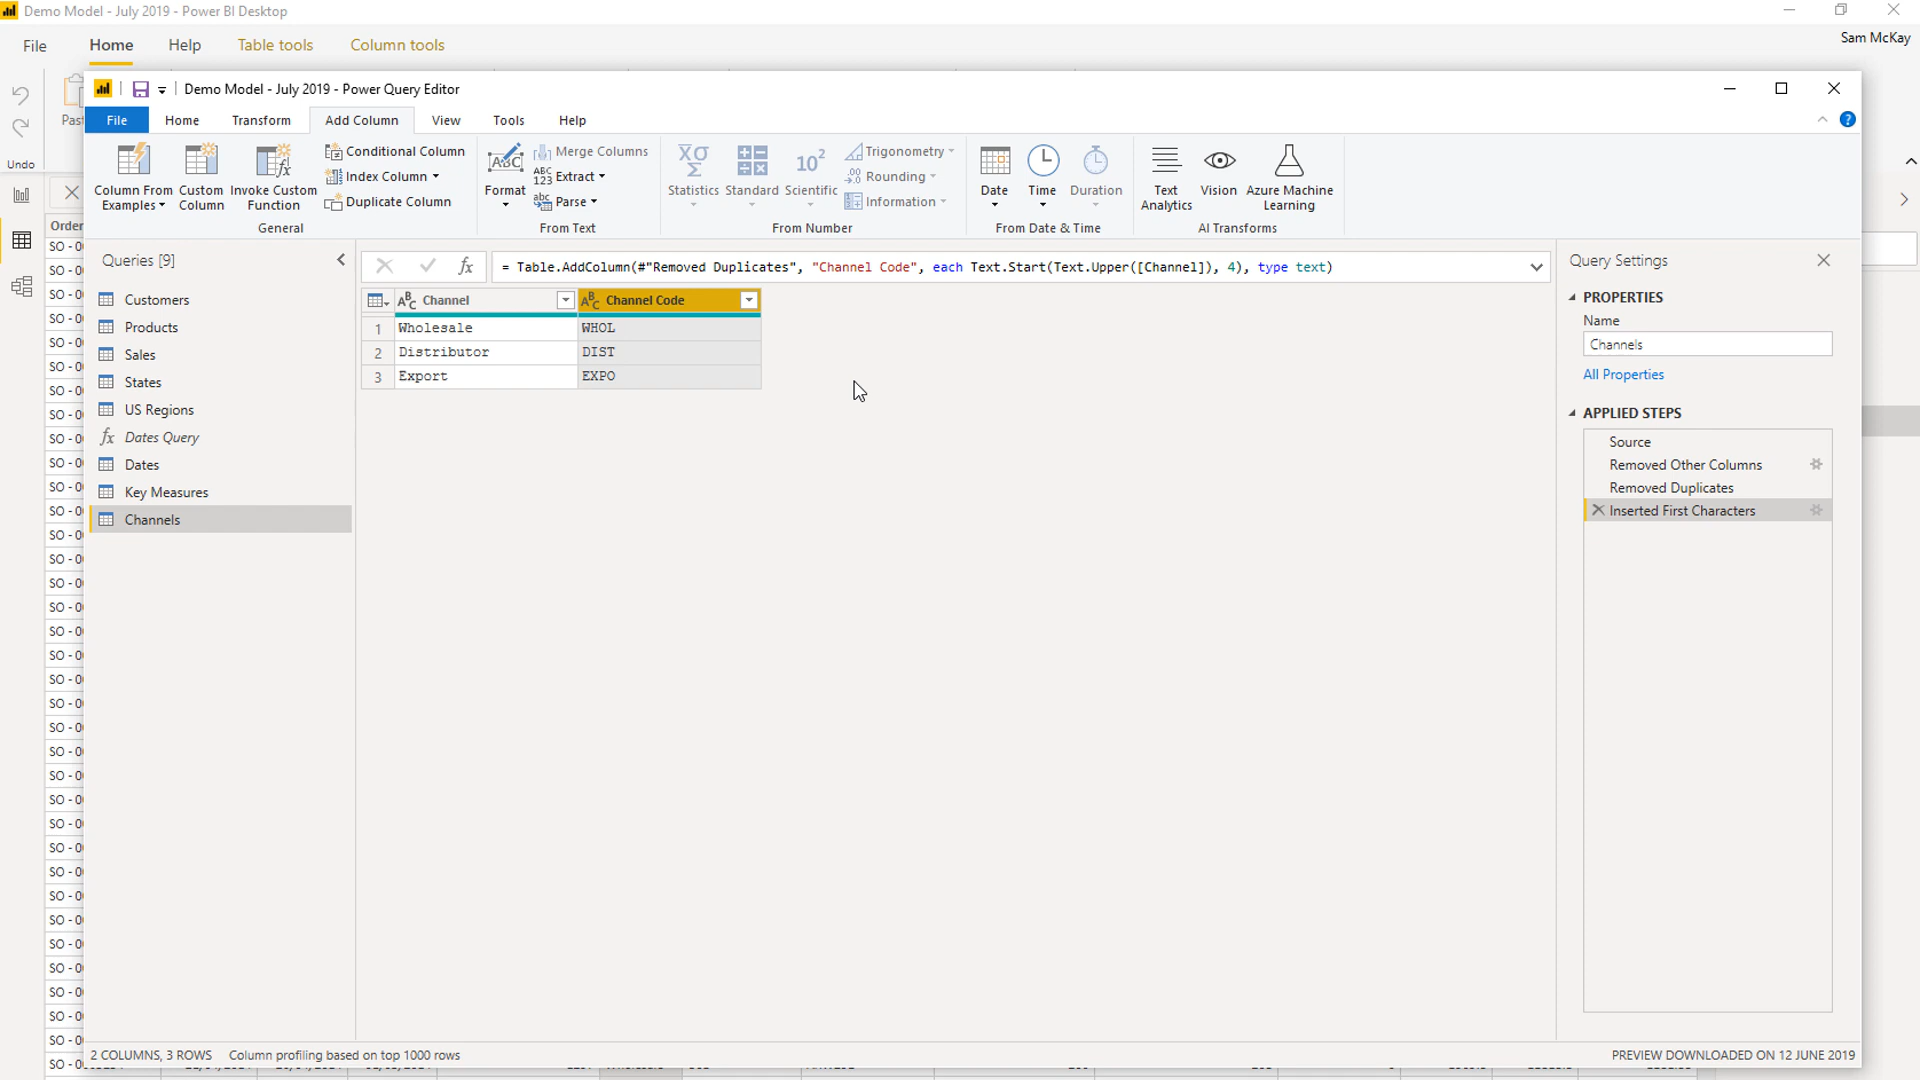 Demo Model - July 2019 - Power BI Desktop
Sam McKay
File Home Help Table tools Column tools
Undo
Demo Model - July 2019 - Power Query Editor
File Home Transform Add Column View Tools Help
Column From Examples
Custom Column
Invoke Custom Function
Conditional Column
Index Column
Duplicate Column
General
Format
Merge Columns
Extract
Parse
From Text
Statistics
Standard
Scientific
Trigonometry
Rounding
Information
From Number
Date
Time
Duration
From Date & Time
Text Analytics
Vision
Azure Machine Learning
AI Transforms
Queries [9]
Customers
Products
Sales
States
US Regions
Dates Query
Dates
Key Measures
Channels
= Table.AddColumn(#"Removed Duplicates", "Channel Code", each Text.Start(Text.Upper([Channel]), 4), type text)
Channel Channel Code
1 Wholesale WHOL
2 Distributor DIST
3 Export EXPO
Query Settings
PROPERTIES
Name
Channels
All Properties
APPLIED STEPS
Source
Removed Other Columns
Removed Duplicates
Inserted First Characters
2 COLUMNS, 3 ROWS Column profiling based on top 1000 rows
PREVIEW DOWNLOADED ON 12 JUNE 2019